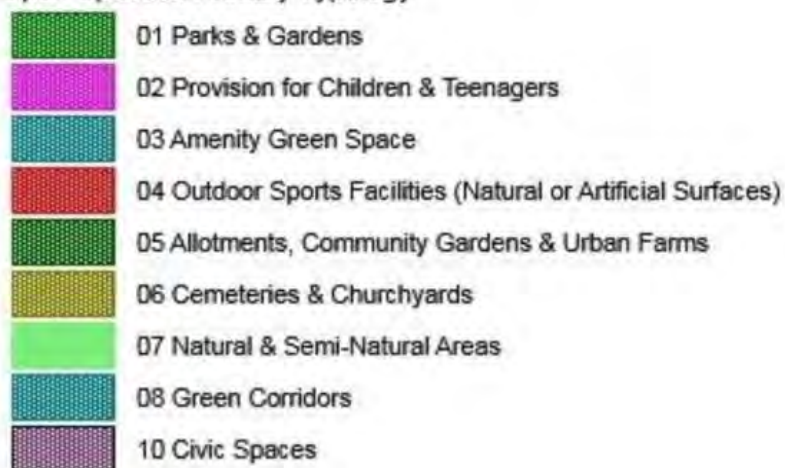 01 Parks & Gardens
02 Provision for Children & Teenagers
03 Amenity Green Space
04 Outdoor Sports Facilities (Natural or Artificial Surfaces)
05 Allotments, Community Gardens & Urban Farms
06 Cemeteries & Churchyards
07 Natural & Semi-Natural Areas
08 Green Corridors
10 Civic Spaces